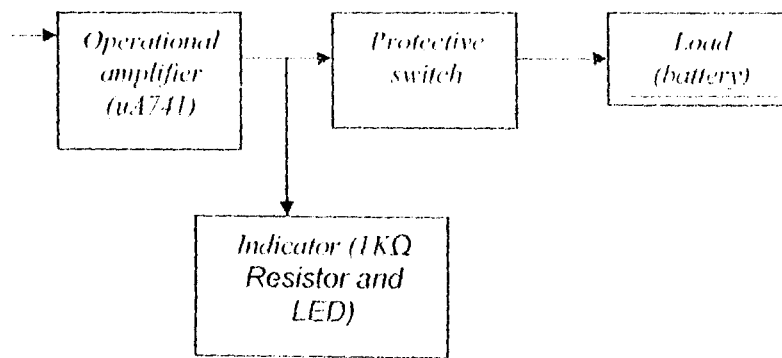 Operational
amplifier
(uA741)
Protective
switch
Load
(battery)
Indicator (1KΩ
Resistor and
LED)